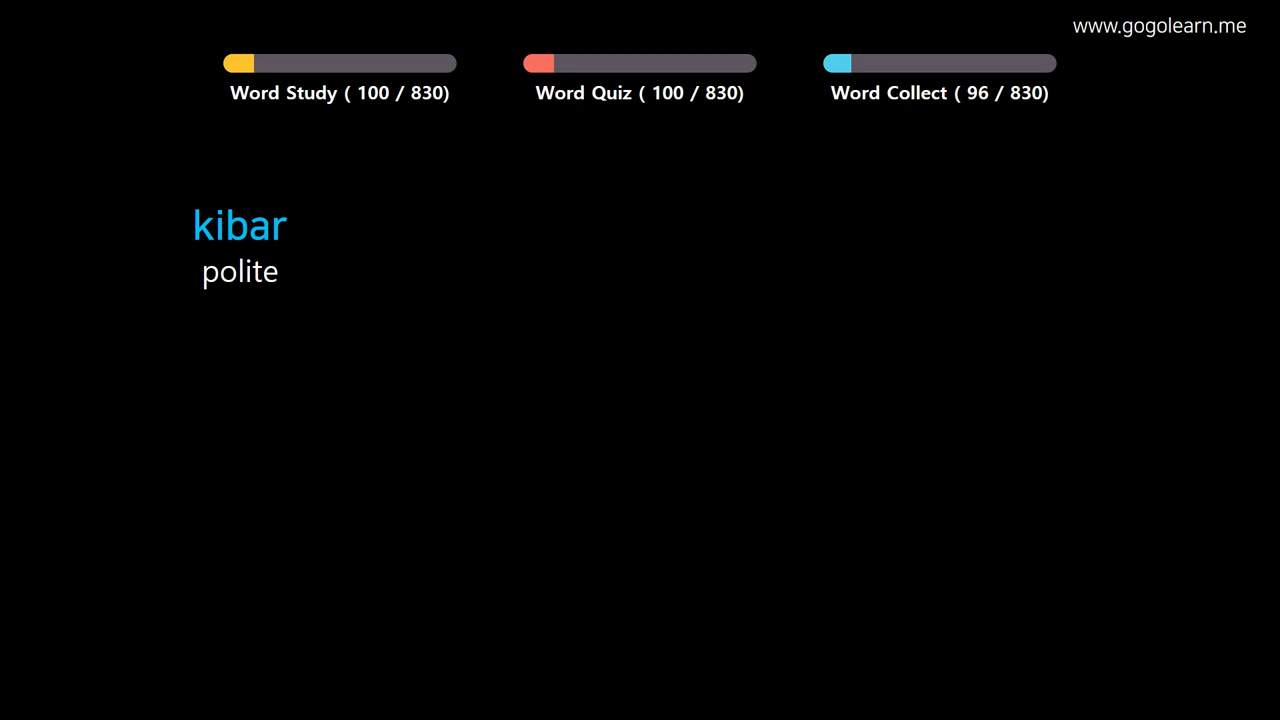 www.gogolearn.me
Word Study ( 100 / 830)
Word Quiz ( 100 / 830)
Word Collect ( 96 / 830)
kibar
polite